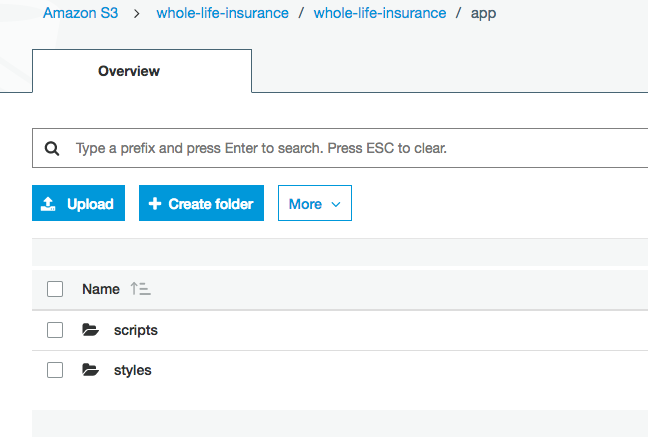 Amazon S3 > whole-life-insurance / whole-life-insurance / app
Overview
Type a prefix and press Enter to search. Press ESC to clear.
Upload + Create folder More
Name
scripts
styles